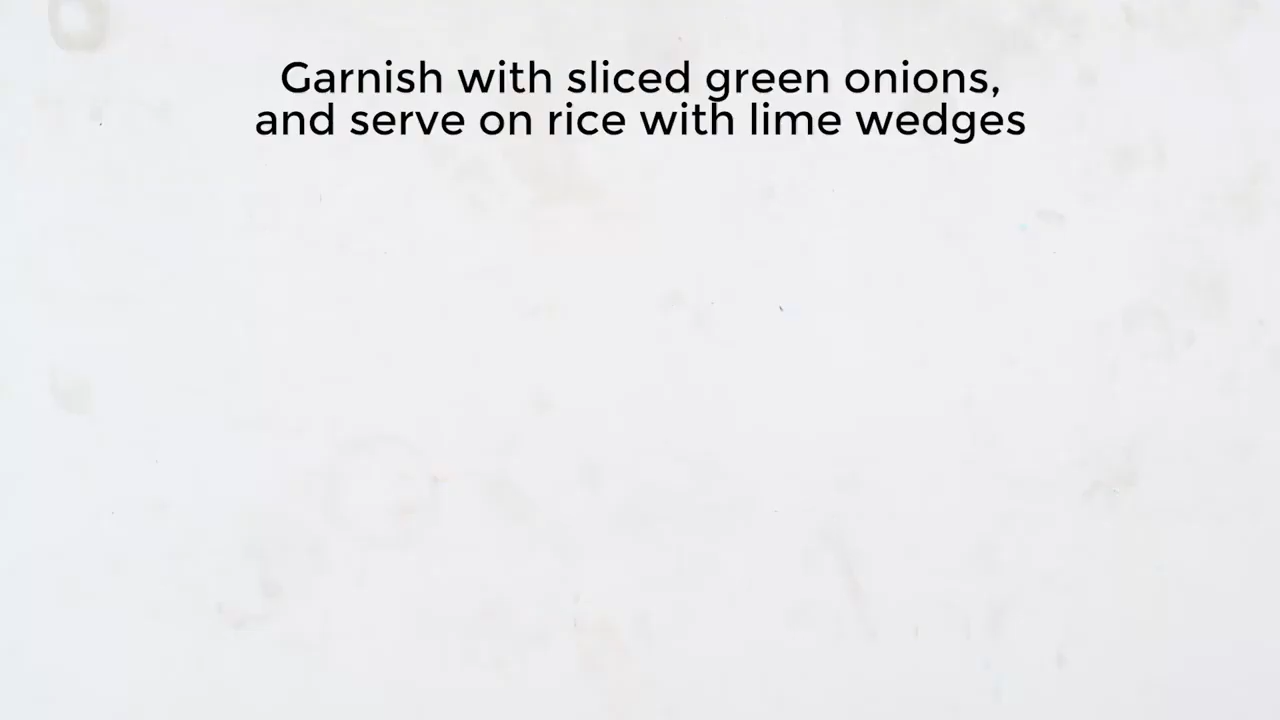 Garnish with sliced green onions,
and serve on rice with lime wedges